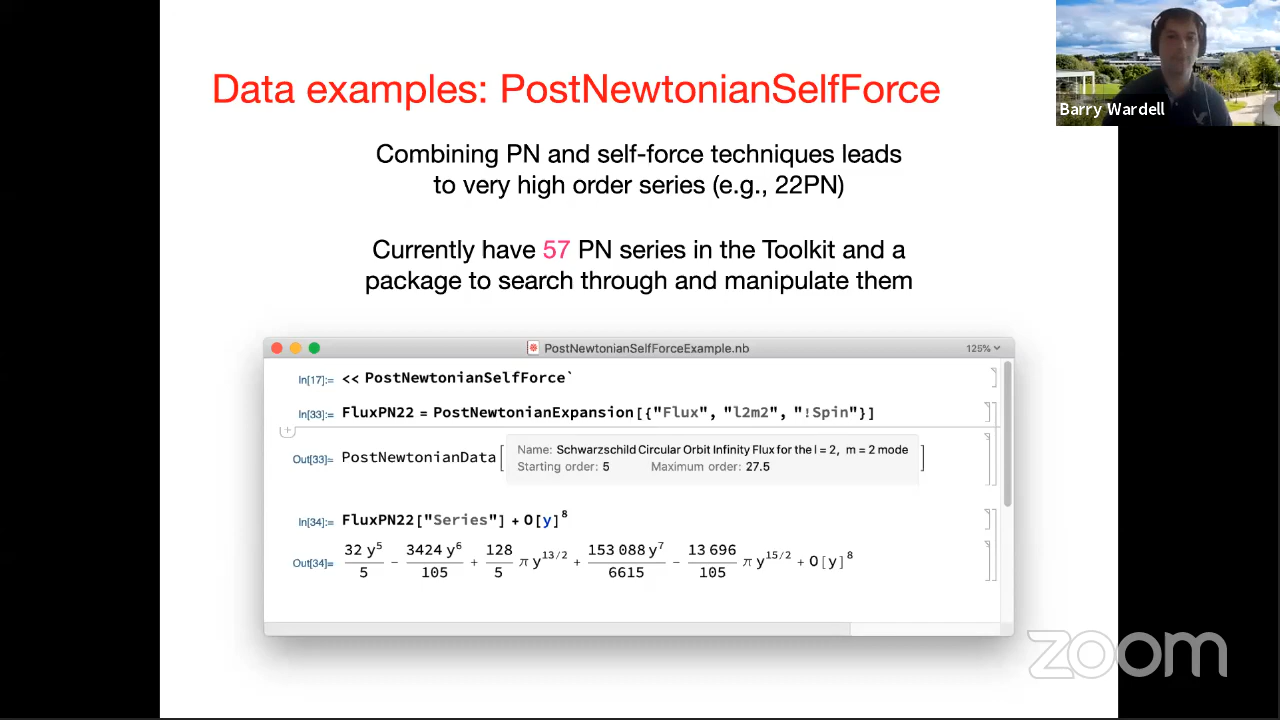 Data examples: PostNewtonianSelfForce
Barry Wardell
Combining PN and self-force techniques leads
to very high order series (e.g., 22PN)
Currently have 57 PN series in the Toolkit and a
package to search through and manipulate them
PostNewtonianSelfForceExample.nb
125%
In[17]:= << PostNewtonianSelfForce`
In[33]:= FluxPN22 = PostNewtonianExpansion[{"Flux", "l2m2", "!Spin"}]
Out[33]= PostNewtonianData[
Name: Schwarzschild Circular Orbit Infinity Flux for the l = 2, m = 2 mode
Starting order: 5 Maximum order: 27.5
]
In[34]:= FluxPN22["Series"] + O[y]^8
Out[34]= 32 y^5/5 - 3424 y^6/105 + 128/5 π y^13/2 + 153 088 y^7/6615 - 13 696/105 π y^15/2 + O[y]^8
zoom